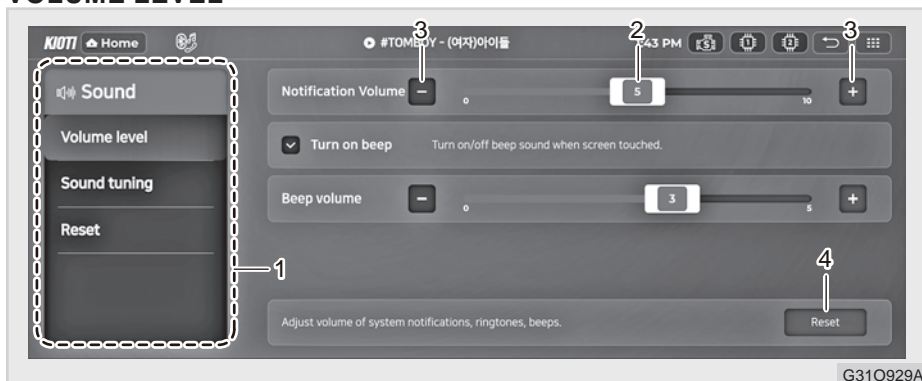 VOLUME LEVEL
3 2 3
KIOTI Home #TOMBOY - (여자)아이들 :43 PM
Sound
Notification Volume − 0 5 10 +
Volume level
Turn on beep Turn on/off beep sound when screen touched.
Sound tuning
Beep volume − 0 3 5 +
Reset
1
4
Adjust volume of system notifications, ringtones, beeps. Reset
G31O929A